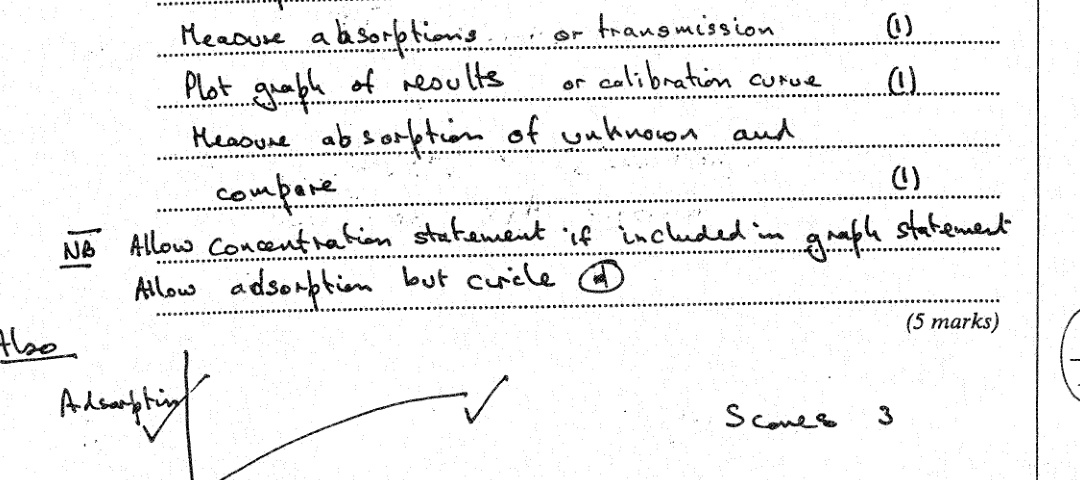 Measure absorptions or transmission (1)
Plot graph of results or calibration curve (1)
Measure absorption of unknown and
compare (1)
NB Allow concentration statement if included in graph statement
Allow adsorption but circle d
(5 marks)
Also
Adsorption
Scores 3